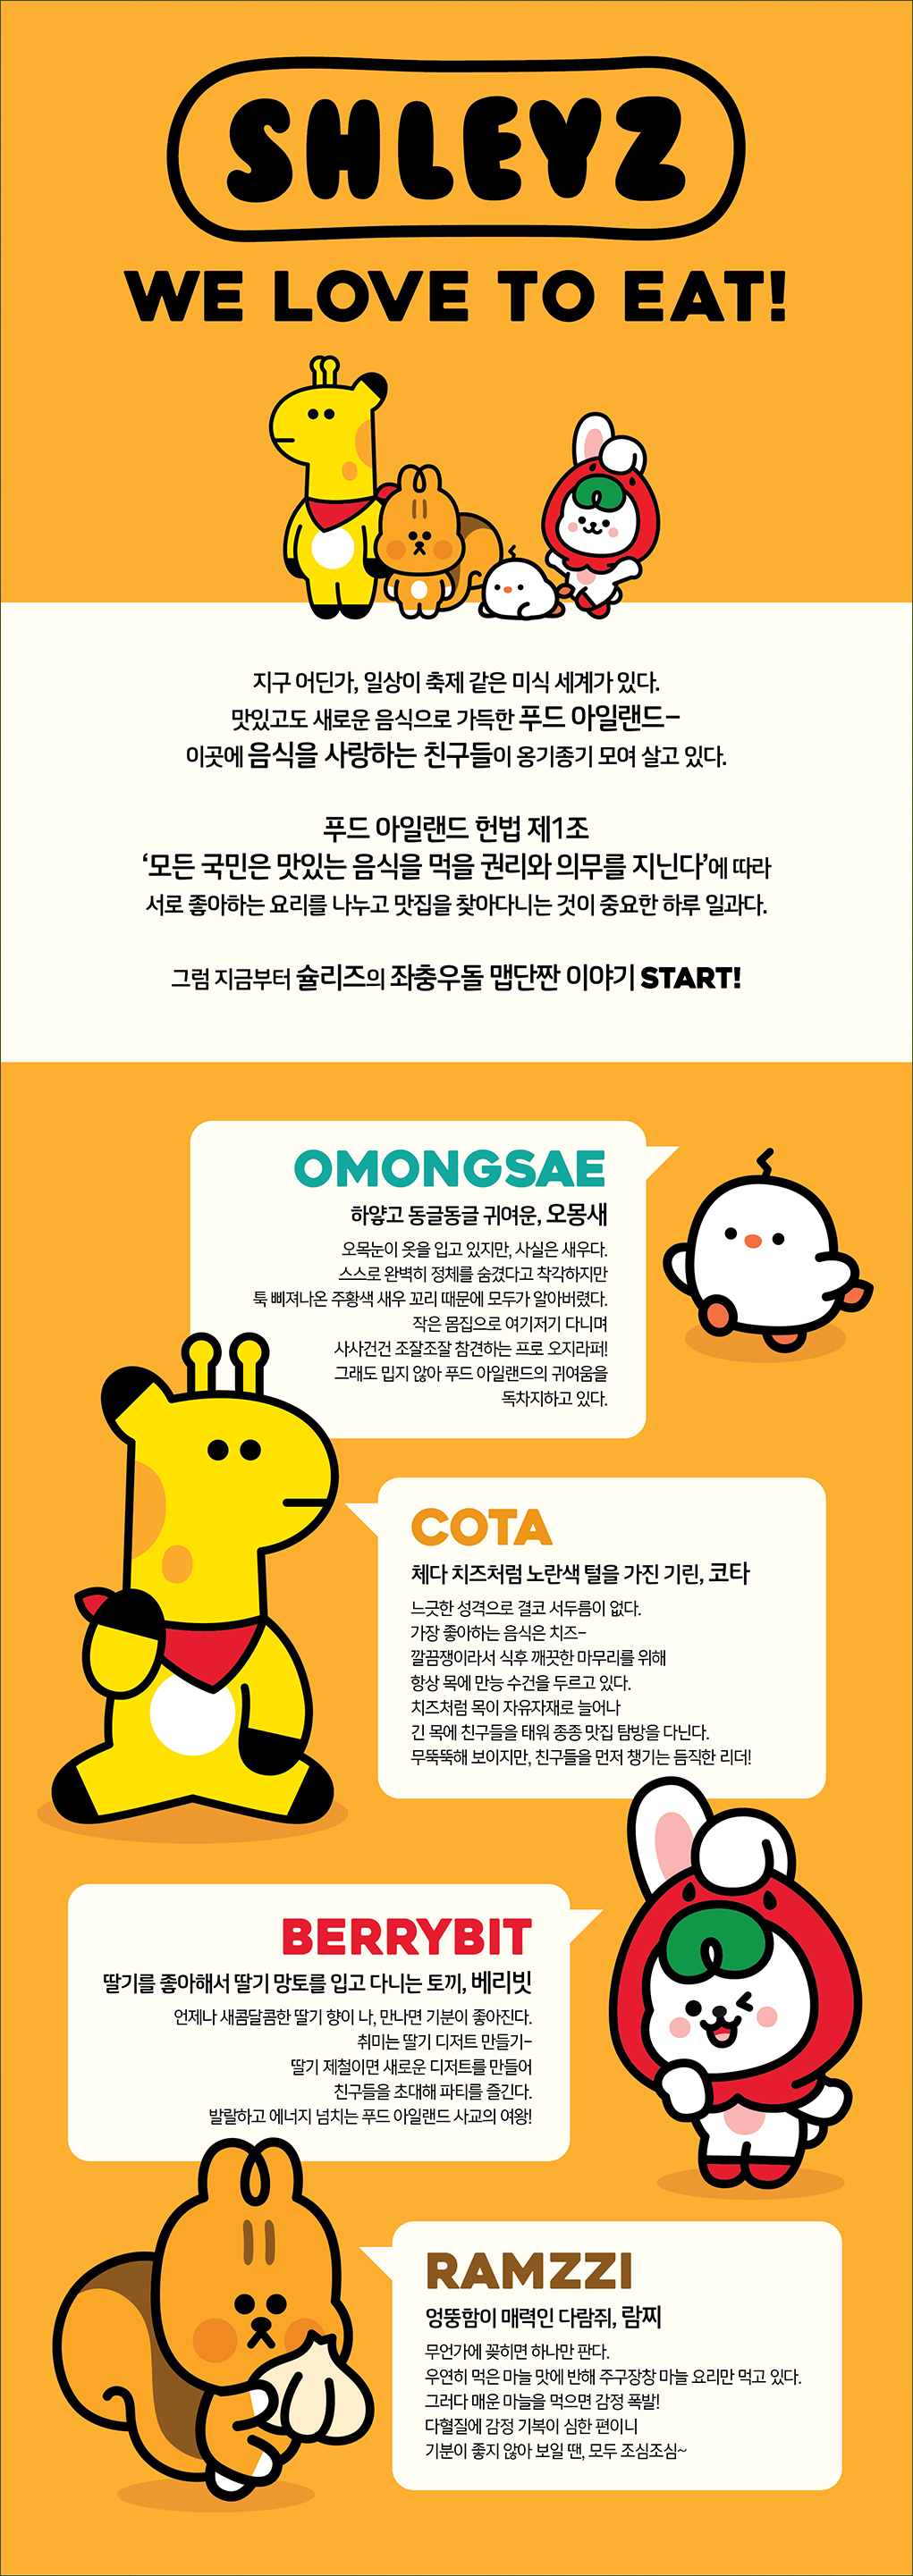 SHLEYZ
WE LOVE TO EAT!
지구 어딘가, 일상이 축제 같은 미식 세계가 있다.
맛있고도 새로운 음식으로 가득한 푸드 아일랜드-
이곳에 음식을 사랑하는 친구들이 옹기종기 모여 살고 있다.
푸드 아일랜드 헌법 제1조
‘모든 국민은 맛있는 음식을 먹을 권리와 의무를 지닌다’에 따라
서로 좋아하는 요리를 나누고 맛집을 찾아다니는 것이 중요한 하루 일과다.
그럼 지금부터 슐리즈의 좌충우돌 맵단짠 이야기 START!
OMONGSAE
하얗고 동글동글 귀여운, 오몽새
오목눈이 옷을 입고 있지만, 사실은 새우다.
스스로 완벽히 정체를 숨겼다고 착각하지만
툭 삐져나온 주황색 새우 꼬리 때문에 모두가 알아버렸다.
작은 몸집으로 여기저기 다니며
사사건건 조잘조잘 참견하는 프로 오지라퍼!
그래도 밉지 않아 푸드 아일랜드의 귀여움을
독차지하고 있다.
COTA
체다 치즈처럼 노란색 털을 가진 기린, 코타
느긋한 성격으로 결코 서두름이 없다.
가장 좋아하는 음식은 치즈-
깔끔쟁이라서 식후 깨끗한 마무리를 위해
항상 목에 만능 수건을 두르고 있다.
치즈처럼 목이 자유자재로 늘어나
긴 목에 친구들을 태워 종종 맛집 탐방을 다닌다.
무뚝뚝해 보이지만, 친구들을 먼저 챙기는 듬직한 리더!
BERRYBIT
딸기를 좋아해서 딸기 망토를 입고 다니는 토끼, 베리빗
언제나 새콤달콤한 딸기 향이 나, 만나면 기분이 좋아진다.
취미는 딸기 디저트 만들기-
딸기 제철이면 새로운 디저트를 만들어
친구들을 초대해 파티를 즐긴다.
발랄하고 에너지 넘치는 푸드 아일랜드 사교의 여왕!
RAMZZI
엉뚱함이 매력인 다람쥐, 람찌
무언가에 꽂히면 하나만 판다.
우연히 먹은 마늘 맛에 반해 주구장창 마늘 요리만 먹고 있다.
그러다 매운 마늘을 먹으면 감정 폭발!
다혈질에 감정 기복이 심한 편이니
기분이 좋지 않아 보일 땐, 모두 조심조심~